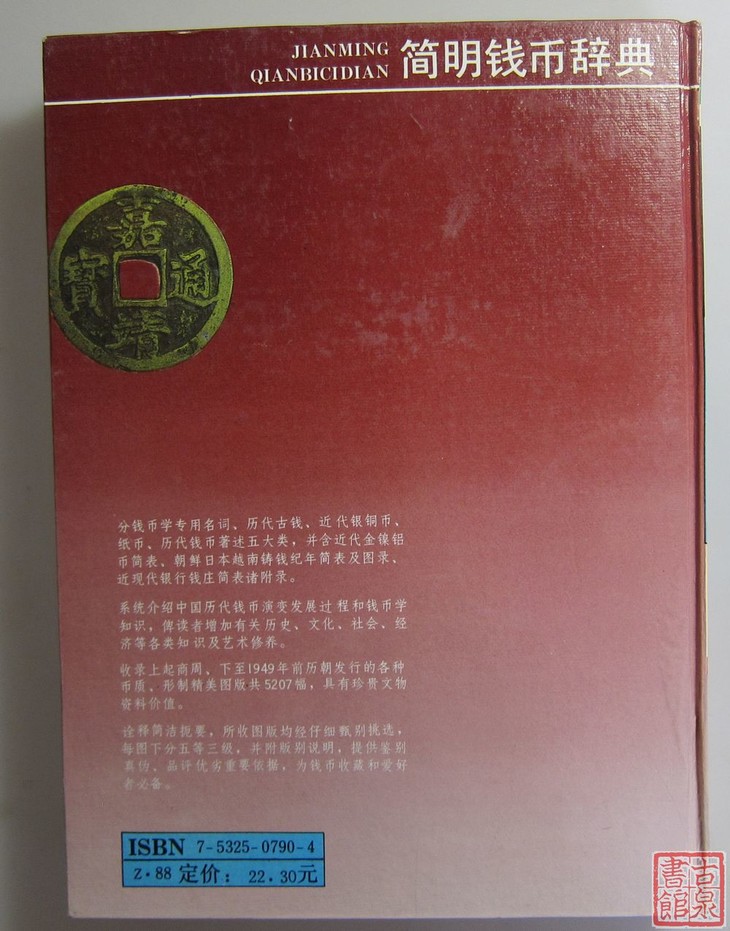 JIANMING
QIANBICIDIAN
简明钱币辞典
嘉靖通寶
分钱币学专用名词、历代古钱、近代银铜币、
纸币、历代钱币著述五大类，并含近代金镍铝
币简表、朝鲜日本越南铸钱纪年简表及图录、
近现代银行钱庄简表诸附录。
系统介绍中国历代钱币演变发展过程和钱币学
知识，俾读者增加有关历史、文化、社会、经
济等各类知识及艺术修养。
收录上起商周、下至1949年前历朝发行的各种
币质、形制精美图版共5207幅，具有珍贵文物
资料价值。
诠释简洁扼要，所收图版均经仔细甄别挑选，
每图下分五等三级，并附版别说明，提供鉴别
真伪、品评优劣重要依据，为钱币收藏和爱好
者必备。
ISBN 7-5325-0790-4
Z·88 定价：22.30元
古泉
書館